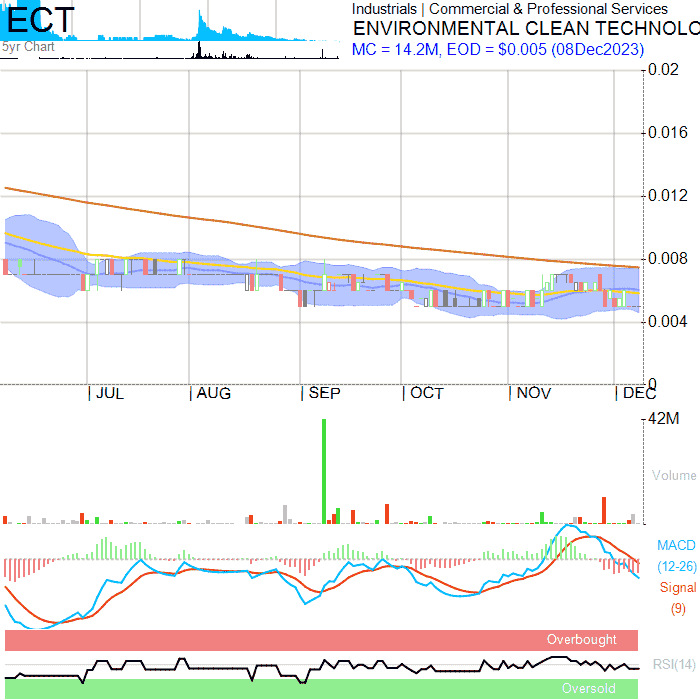 ECT
5yr Chart
Industrials | Commercial & Professional Services
ENVIRONMENTAL CLEAN TECHNOLO
MC = 14.2M, EOD = $0.005 (08Dec2023)
0.02
0.016
0.012
0.008
0.004
0
JUL AUG SEP OCT NOV DEC
42M
Volume
MACD
(12-26)
Signal
(9)
Overbought
RSI(14)
Oversold